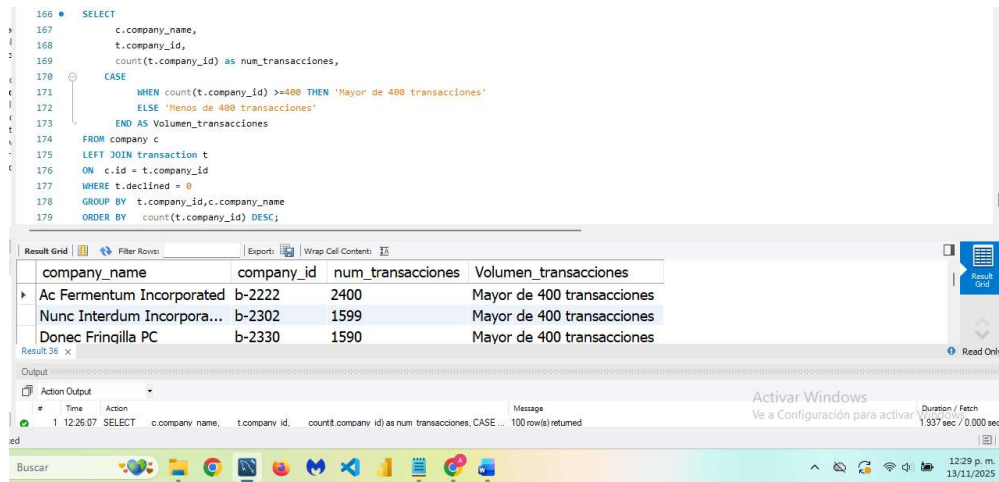 166 SELECT
167 c.company_name,
168 t.company_id,
169 count(t.company_id) as num_transacciones,
170 CASE
171 WHEN count(t.company_id) >=400 THEN 'Mayor de 400 transacciones'
172 ELSE 'Menos de 400 transacciones'
173 END AS Volumen_transacciones
174 FROM company c
175 LEFT JOIN transaction t
176 ON c.id = t.company_id
177 WHERE t.declined = 0
178 GROUP BY t.company_id,c.company_name
179 ORDER BY count(t.company_id) DESC;
Result Grid Filter Rows: Export: Wrap Cell Content:
company_name company_id num_transacciones Volumen_transacciones
Ac Fermentum Incorporated b-2222 2400 Mayor de 400 transacciones
Nunc Interdum Incorpora... b-2302 1599 Mayor de 400 transacciones
Donec Fringilla PC b-2330 1590 Mayor de 400 transacciones
Result Grid
Result 36 × Read Only
Output
Action Output
# Time Action Message Duration / Fetch
1 12:26:07 SELECT c.company_name, t.company_id, count(t.company_id) as num_transacciones, CASE ... 100 row(s) returned 1.937 sec / 0.000 sec
Activar Windows
Ve a Configuración para activar Windows.
Buscar
12:29 p. m.
13/11/2025